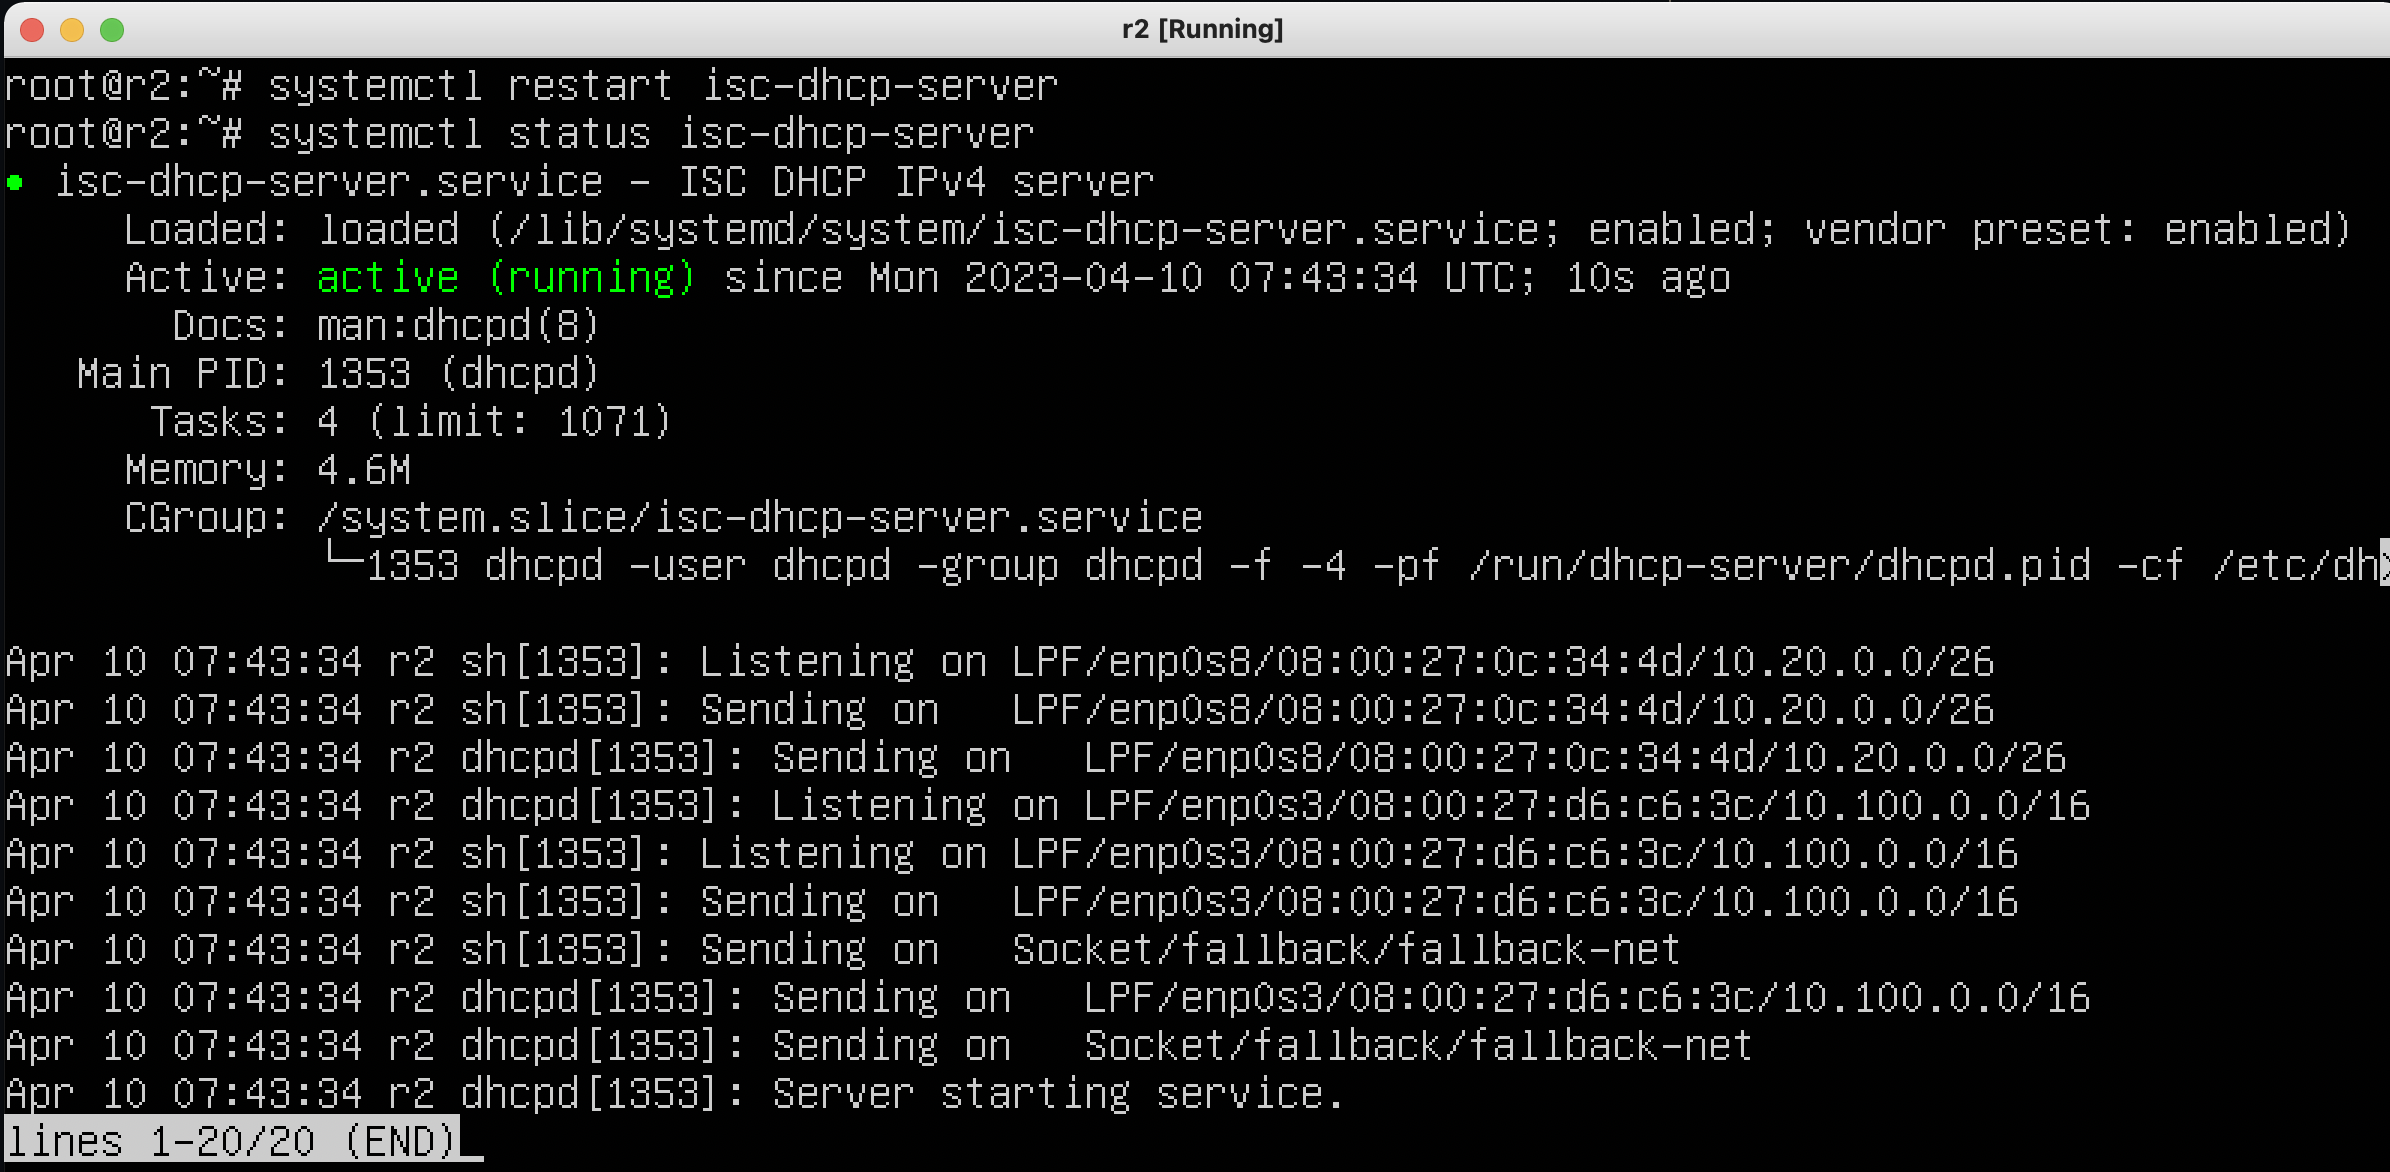 r2 [Running]
root@r2:~# systemctl restart isc-dhcp-server
root@r2:~# systemctl status isc-dhcp-server
● isc-dhcp-server.service - ISC DHCP IPv4 server
     Loaded: loaded (/lib/systemd/system/isc-dhcp-server.service; enabled; vendor preset: enabled)
     Active: active (running) since Mon 2023-04-10 07:43:34 UTC; 10s ago
       Docs: man:dhcpd(8)
   Main PID: 1353 (dhcpd)
      Tasks: 4 (limit: 1071)
     Memory: 4.6M
     CGroup: /system.slice/isc-dhcp-server.service
             └─1353 dhcpd -user dhcpd -group dhcpd -f -4 -pf /run/dhcp-server/dhcpd.pid -cf /etc/dh>
Apr 10 07:43:34 r2 sh[1353]: Listening on LPF/enp0s8/08:00:27:0c:34:4d/10.20.0.0/26
Apr 10 07:43:34 r2 sh[1353]: Sending on   LPF/enp0s8/08:00:27:0c:34:4d/10.20.0.0/26
Apr 10 07:43:34 r2 dhcpd[1353]: Sending on   LPF/enp0s8/08:00:27:0c:34:4d/10.20.0.0/26
Apr 10 07:43:34 r2 dhcpd[1353]: Listening on LPF/enp0s3/08:00:27:d6:c6:3c/10.100.0.0/16
Apr 10 07:43:34 r2 sh[1353]: Listening on LPF/enp0s3/08:00:27:d6:c6:3c/10.100.0.0/16
Apr 10 07:43:34 r2 sh[1353]: Sending on   LPF/enp0s3/08:00:27:d6:c6:3c/10.100.0.0/16
Apr 10 07:43:34 r2 sh[1353]: Sending on   Socket/fallback/fallback-net
Apr 10 07:43:34 r2 dhcpd[1353]: Sending on   LPF/enp0s3/08:00:27:d6:c6:3c/10.100.0.0/16
Apr 10 07:43:34 r2 dhcpd[1353]: Sending on   Socket/fallback/fallback-net
Apr 10 07:43:34 r2 dhcpd[1353]: Server starting service.
lines 1-20/20 (END)